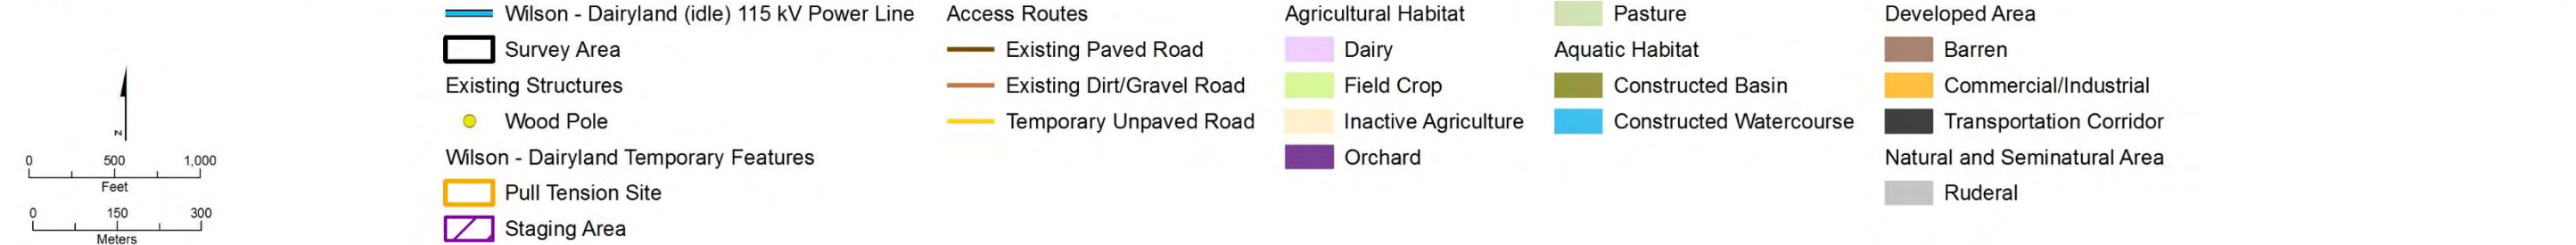 N
0 500 1,000
Feet
0 150 300
Meters
Wilson - Dairyland (idle) 115 kV Power Line
Survey Area
Existing Structures
Wood Pole
Wilson - Dairyland Temporary Features
Pull Tension Site
Staging Area
Access Routes
Existing Paved Road
Existing Dirt/Gravel Road
Temporary Unpaved Road
Agricultural Habitat
Dairy
Field Crop
Inactive Agriculture
Orchard
Pasture
Aquatic Habitat
Constructed Basin
Constructed Watercourse
Developed Area
Barren
Commercial/Industrial
Transportation Corridor
Natural and Seminatural Area
Ruderal